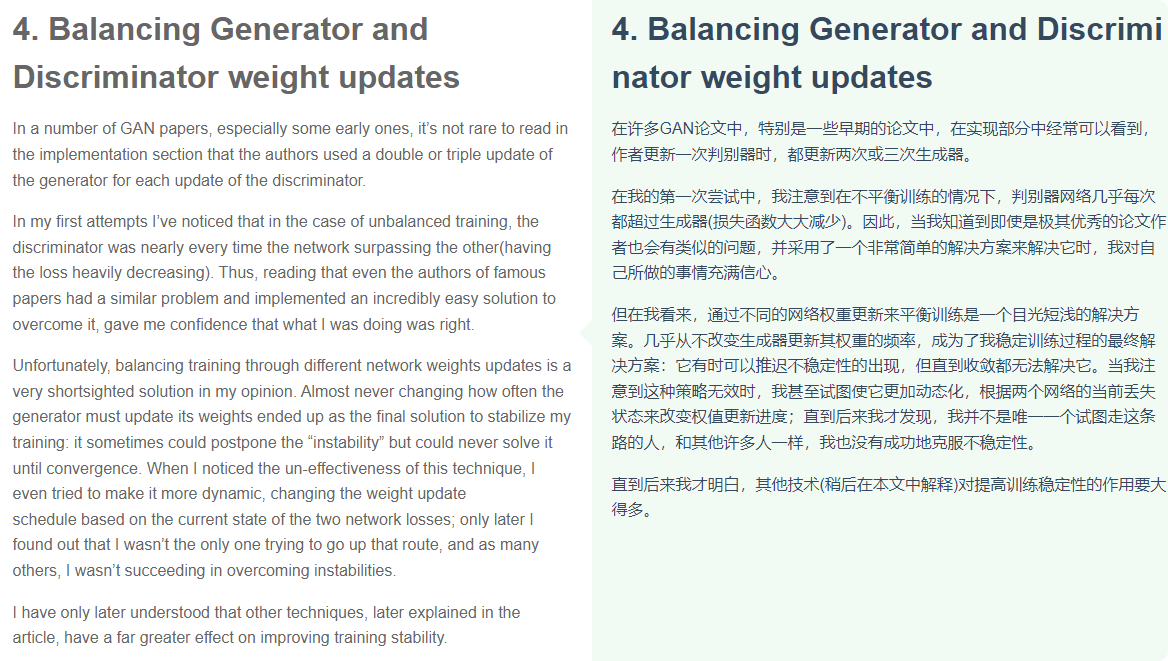 4. Balancing Generator and
Discriminator weight updates
In a number of GAN papers, especially some early ones, it’s not rare to read in
the implementation section that the authors used a double or triple update of
the generator for each update of the discriminator.
In my first attempts I’ve noticed that in the case of unbalanced training, the
discriminator was nearly every time the network surpassing the other(having
the loss heavily decreasing). Thus, reading that even the authors of famous
papers had a similar problem and implemented an incredibly easy solution to
overcome it, gave me confidence that what I was doing was right.
Unfortunately, balancing training through different network weights updates is a
very shortsighted solution in my opinion. Almost never changing how often the
generator must update its weights ended up as the final solution to stabilize my
training: it sometimes could postpone the “instability” but could never solve it
until convergence. When I noticed the un-effectiveness of this technique, I
even tried to make it more dynamic, changing the weight update
schedule based on the current state of the two network losses; only later I
found out that I wasn’t the only one trying to go up that route, and as many
others, I wasn’t succeeding in overcoming instabilities.
I have only later understood that other techniques, later explained in the
article, have a far greater effect on improving training stability.
4. Balancing Generator and Discrimi
nator weight updates
在许多GAN论文中，特别是一些早期的论文中，在实现部分中经常可以看到，
作者更新一次判别器时，都更新两次或三次生成器。
在我的第一次尝试中，我注意到在不平衡训练的情况下，判别器网络几乎每次
都超过生成器(损失函数大大减少)。因此，当我知道到即使是极其优秀的论文作
者也会有类似的问题，并采用了一个非常简单的解决方案来解决它时，我对自
己所做的事情充满信心。
但在我看来，通过不同的网络权重更新来平衡训练是一个目光短浅的解决方
案。几乎从不改变生成器更新其权重的频率，成为了我稳定训练过程的最终解
决方案：它有时可以推迟不稳定性的出现，但直到收敛都无法解决它。当我注
意到这种策略无效时，我甚至试图使它更加动态化，根据两个网络的当前丢失
状态来改变权值更新进度；直到后来我才发现，我并不是唯一一个试图走这条
路的人，和其他许多人一样，我也没有成功地克服不稳定性。
直到后来我才明白，其他技术(稍后在本文中解释)对提高训练稳定性的作用要大
得多。